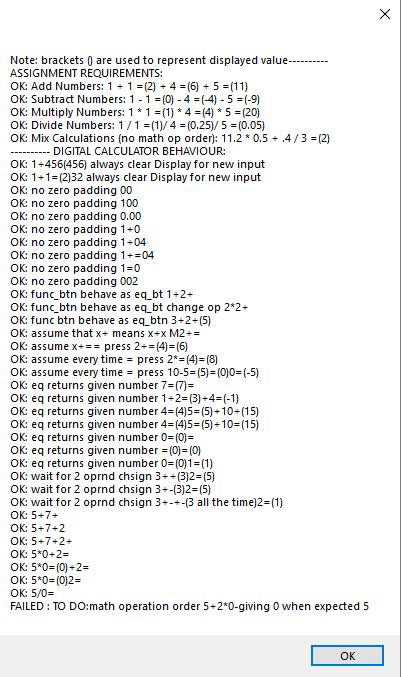 Note: brackets () are used to represent displayed value----------
ASSIGNMENT REQUIREMENTS:
OK: Add Numbers: 1 + 1 =(2) + 4 =(6) + 5 =(11)
OK: Subtract Numbers: 1 - 1 =(0) - 4 =(-4) - 5 =(-9)
OK: Multiply Numbers: 1 * 1 =(1) * 4 =(4) * 5 =(20)
OK: Divide Numbers: 1 / 1 =(1)/ 4 =(0.25)/ 5 =(0.05)
OK: Mix Calculations (no math op order): 11.2 * 0.5 + .4 / 3 =(2)
---------- DIGITAL CALCULATOR BEHAVIOUR:
OK: 1+456(456) always clear Display for new input
OK: 1+1=(2)32 always clear Display for new input
OK: no zero padding 00
OK: no zero padding 100
OK: no zero padding 0.00
OK: no zero padding 1+0
OK: no zero padding 1+04
OK: no zero padding 1+=04
OK: no zero padding 1=0
OK: no zero padding 002
OK: func_btn behave as eq_bt 1+2+
OK: func_btn behave as eq_bt change op 2*2+
OK: func btn behave as eq_btn 3+2+(5)
OK: assume that x+ means x+x M2+=
OK: assume x+== press 2+=(4)=(6)
OK: assume every time = press 2*=(4)=(8)
OK: assume every time = press 10-5=(5)=(0)0=(-5)
OK: eq returns given number 7=(7)=
OK: eq returns given number 1+2=(3)+4=(-1)
OK: eq returns given number 4=(4)5=(5)+10+(15)
OK: eq returns given number 4=(4)5=(5)+10=(15)
OK: eq returns given number 0=(0)=
OK: eq returns given number =(0)=(0)
OK: eq returns given number 0=(0)1=(1)
OK: wait for 2 oprnd chsign 3++(3)2=(5)
OK: wait for 2 oprnd chsign 3+-(3)2=(5)
OK: wait for 2 oprnd chsign 3+-+-(3 all the time)2=(1)
OK: 5+7+
OK: 5+7+2
OK: 5+7+2+
OK: 5*0+2=
OK: 5*0=(0)+2=
OK: 5*0=(0)2=
OK: 5/0=
FAILED : TO DO:math operation order 5+2*0-giving 0 when expected 5
OK